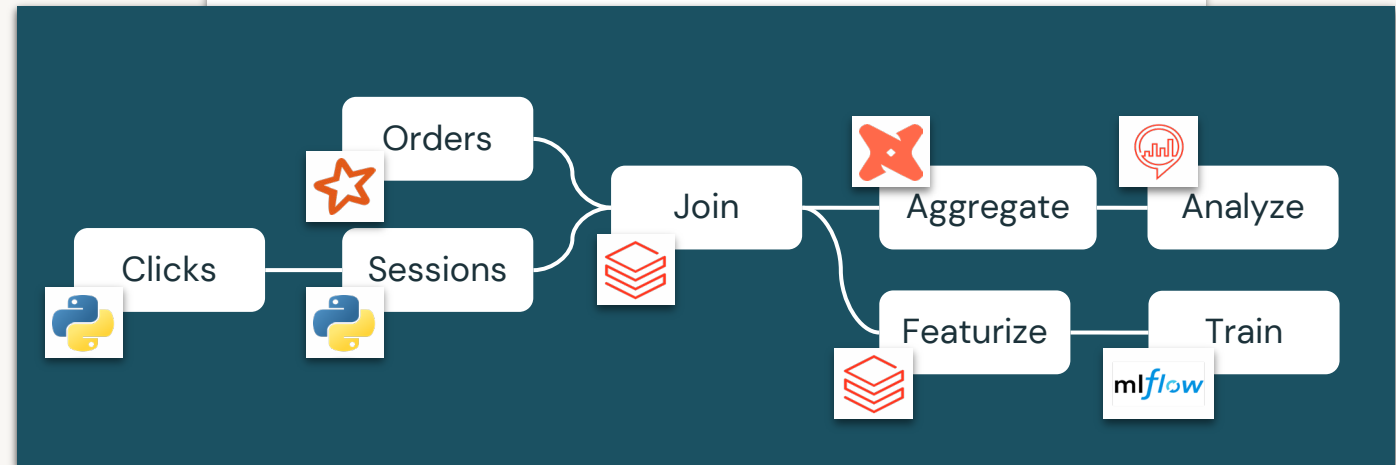 Orders
Join
Aggregate
Analyze
Clicks
Sessions
Featurize
Train
mlflow